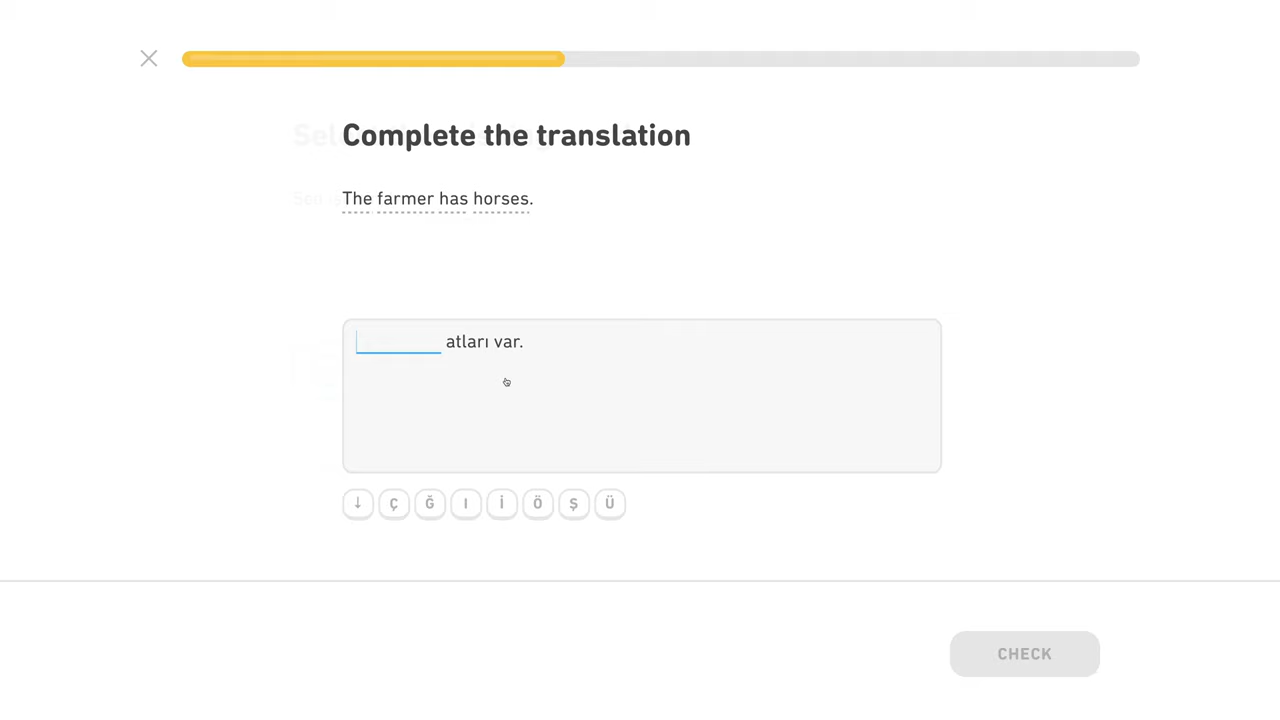 Complete the translation
The farmer has horses.
atları var.
↓ Ç Ğ I İ Ö Ş Ü
CHECK